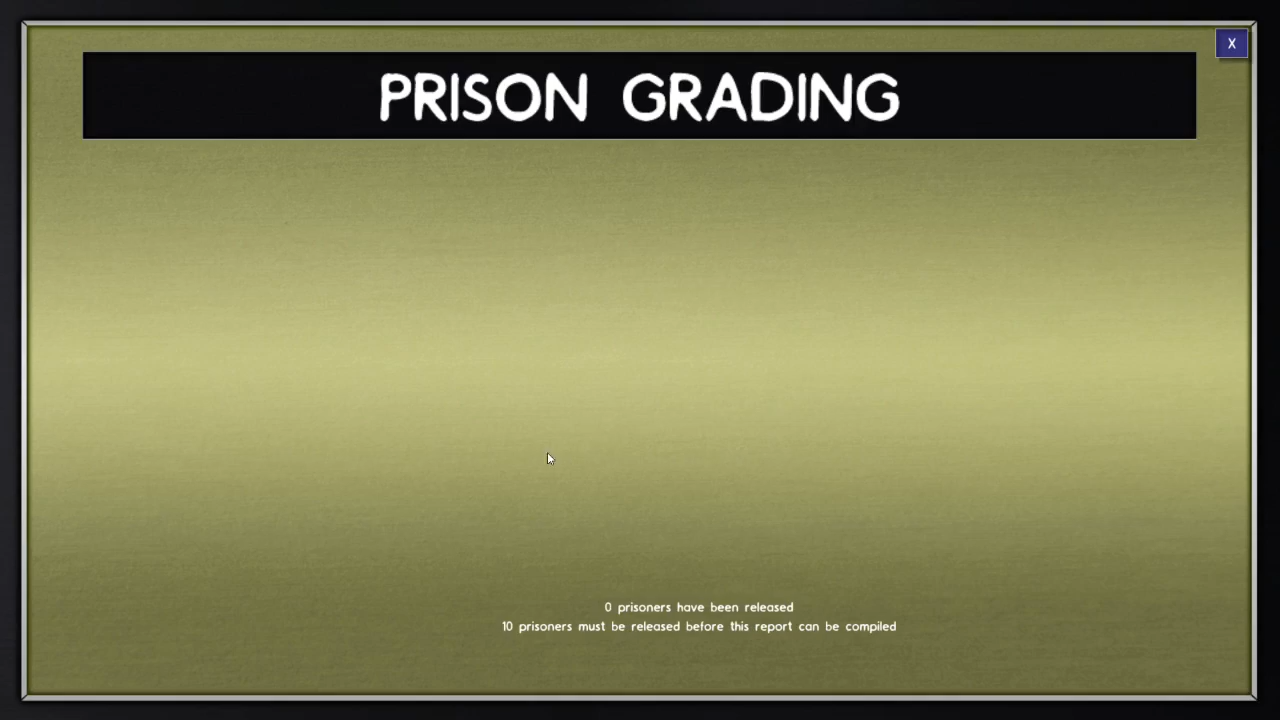 X
PRISON GRADING
0 prisoners have been released
10 prisoners must be released before this report can be compiled